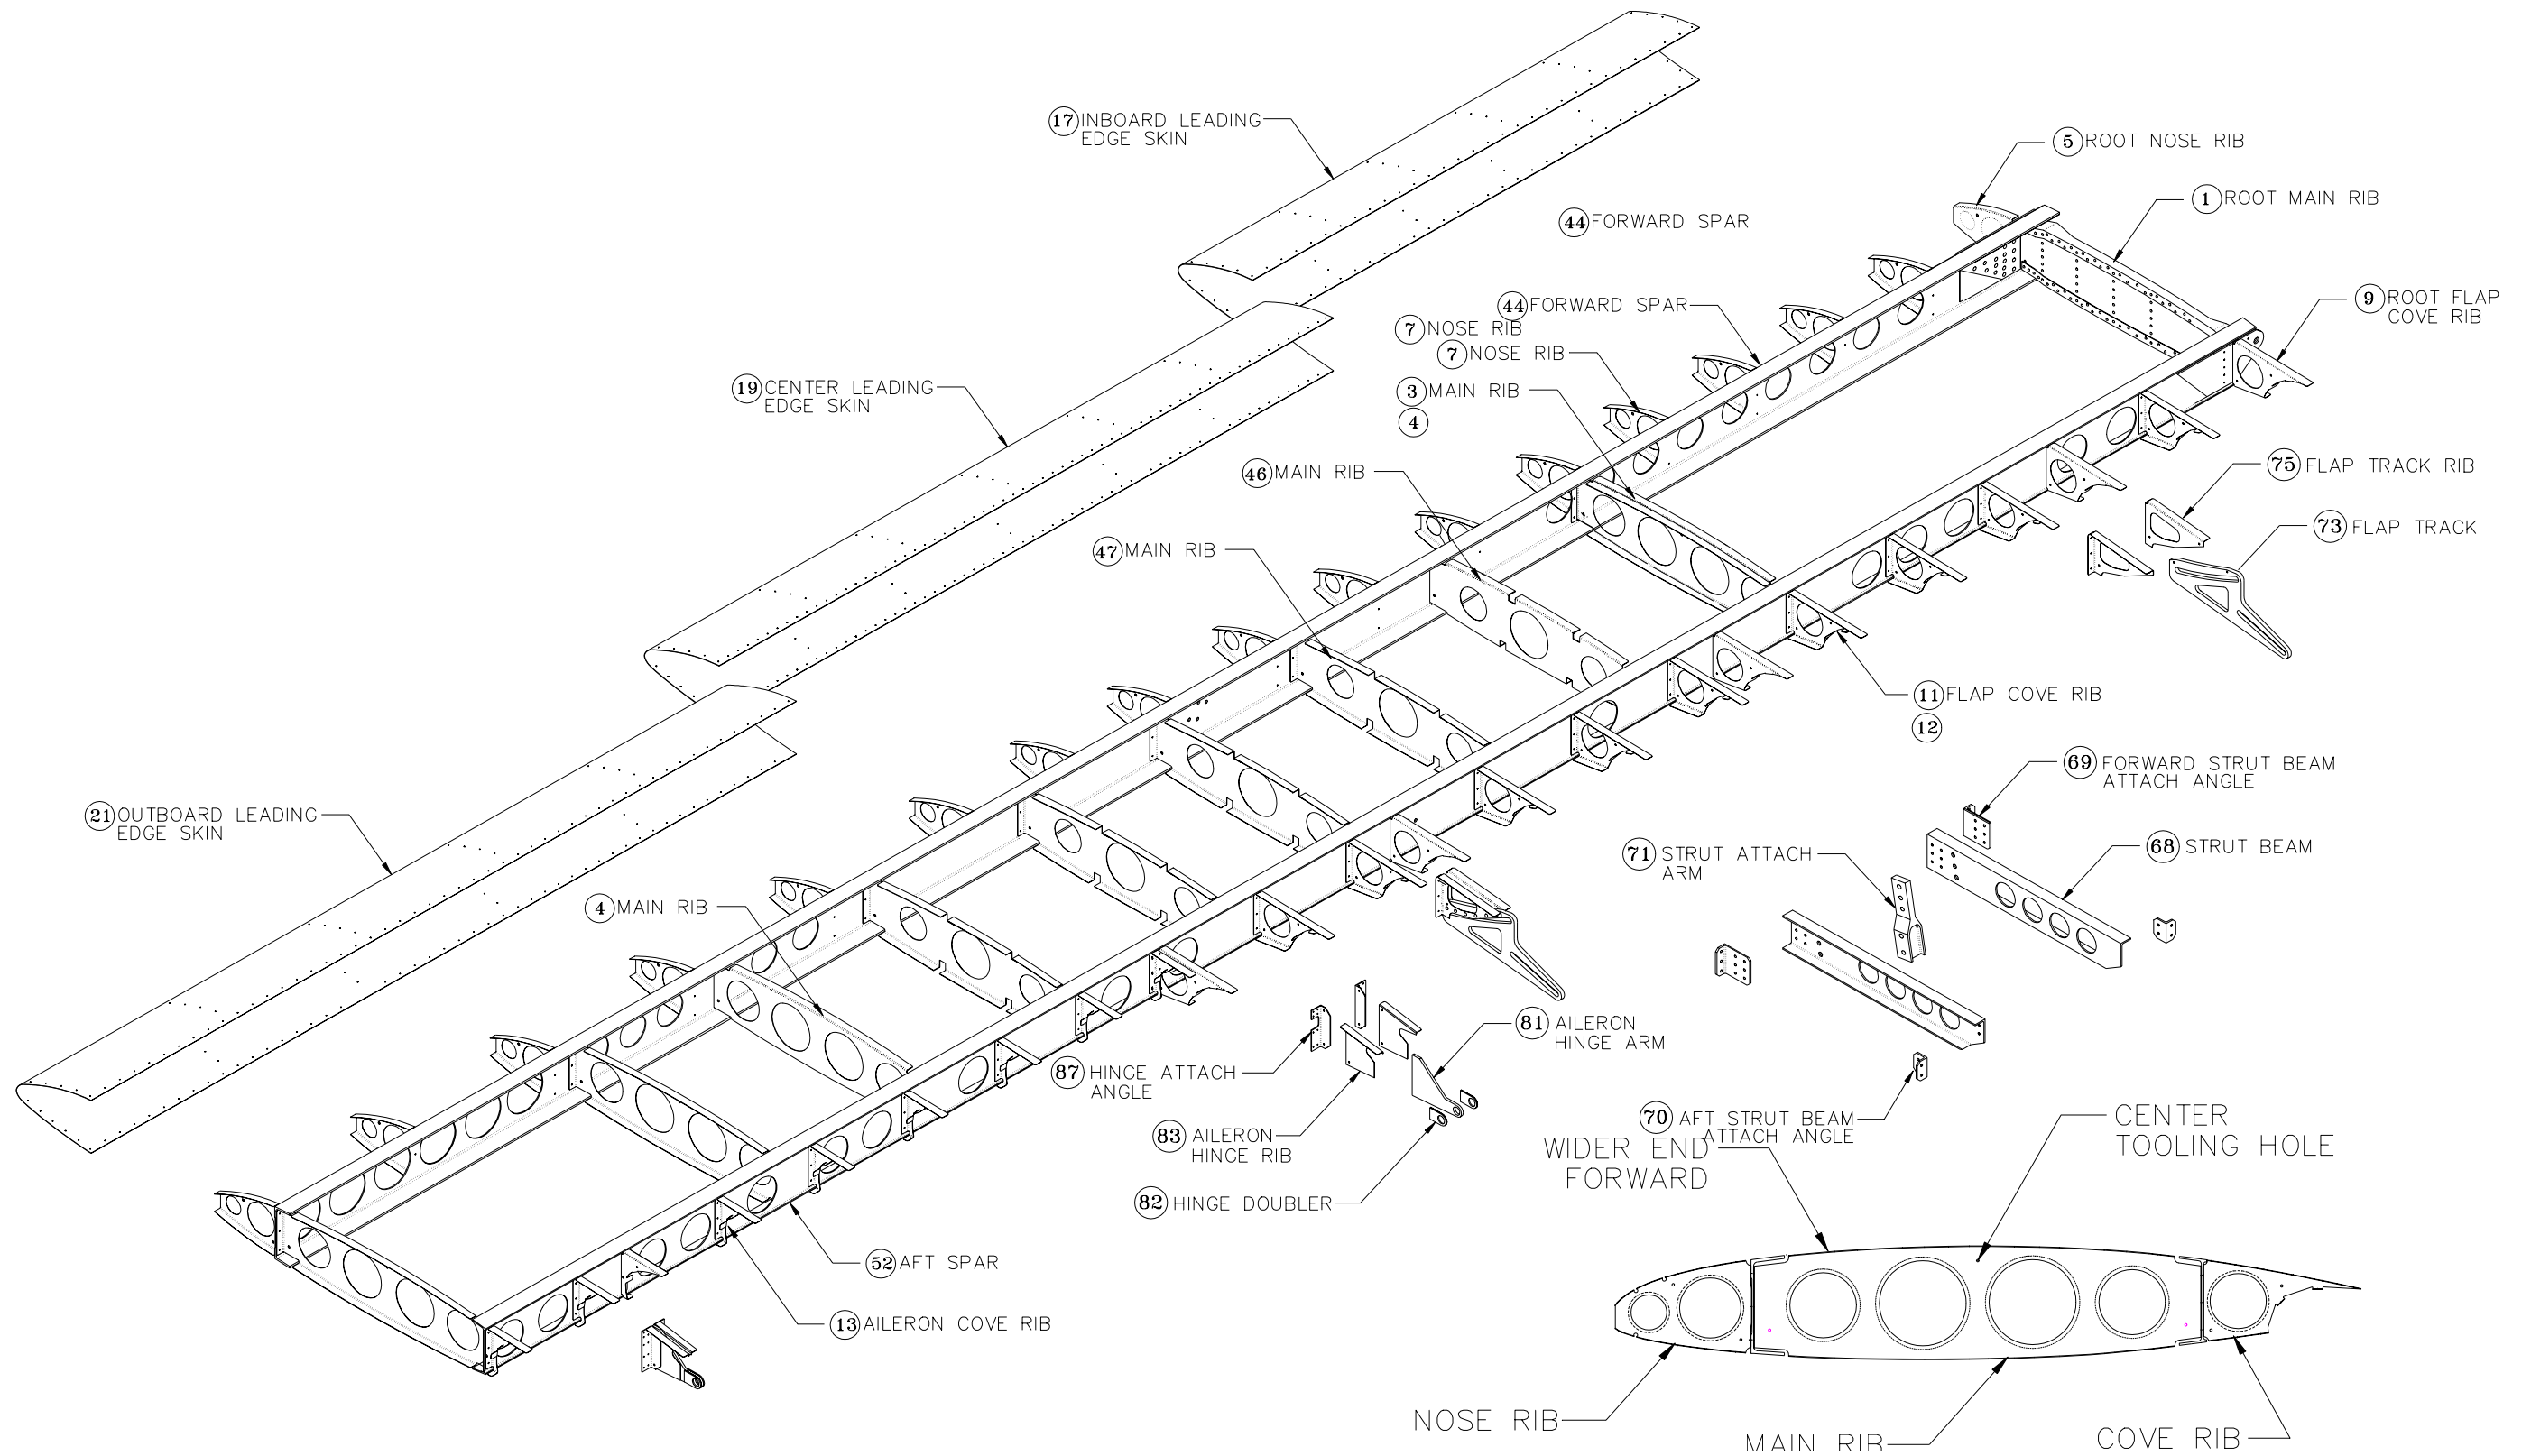 17 INBOARD LEADING
EDGE SKIN
5 ROOT NOSE RIB
1 ROOT MAIN RIB
44 FORWARD SPAR
9 ROOT FLAP
COVE RIB
44 FORWARD SPAR
7 NOSE RIB
7 NOSE RIB
19 CENTER LEADING
EDGE SKIN
3 MAIN RIB
4
46 MAIN RIB
75 FLAP TRACK RIB
73 FLAP TRACK
47 MAIN RIB
11 FLAP COVE RIB
12
69 FORWARD STRUT BEAM
ATTACH ANGLE
21 OUTBOARD LEADING
EDGE SKIN
71 STRUT ATTACH
ARM
68 STRUT BEAM
4 MAIN RIB
81 AILERON
HINGE ARM
87 HINGE ATTACH
ANGLE
83 AILERON
HINGE RIB
82 HINGE DOUBLER
70 AFT STRUT BEAM
ATTACH ANGLE
WIDER END
FORWARD
CENTER
TOOLING HOLE
52 AFT SPAR
13 AILERON COVE RIB
NOSE RIB
MAIN RIB
COVE RIB